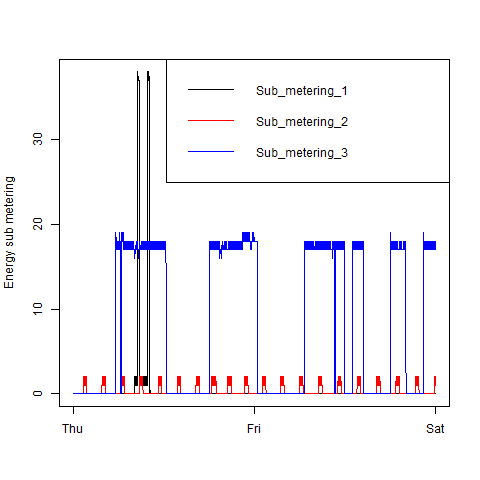 Sub_metering_1
Sub_metering_2
Sub_metering_3
Energy sub metering
30
20
10
0
Thu Fri Sat